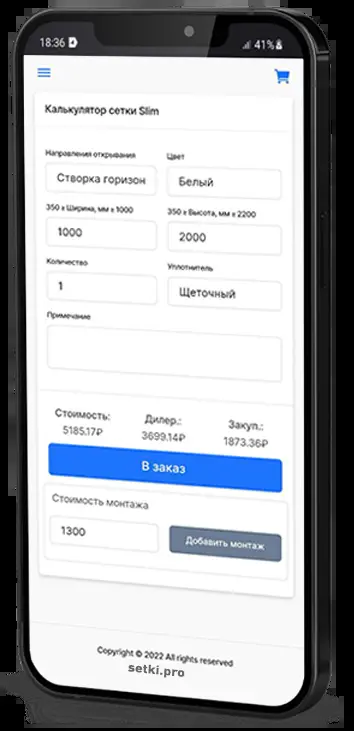 18:36 41%
Калькулятор сетки Slim
Направления открывания Цвет
Створка горизон Белый
350 ≤ Ширина, мм ≤ 1000 350 ≤ Высота, мм ≤ 2200
1000 2000
Количество Уплотнитель
1 Щеточный
Примечание
Стоимость: Дилер.: Закуп.:
5185.17₽ 3699.14₽ 1873.36₽
В заказ
Стоимость монтажа
1300 Добавить монтаж
Copyright © 2022 All rights reserved
setki.pro